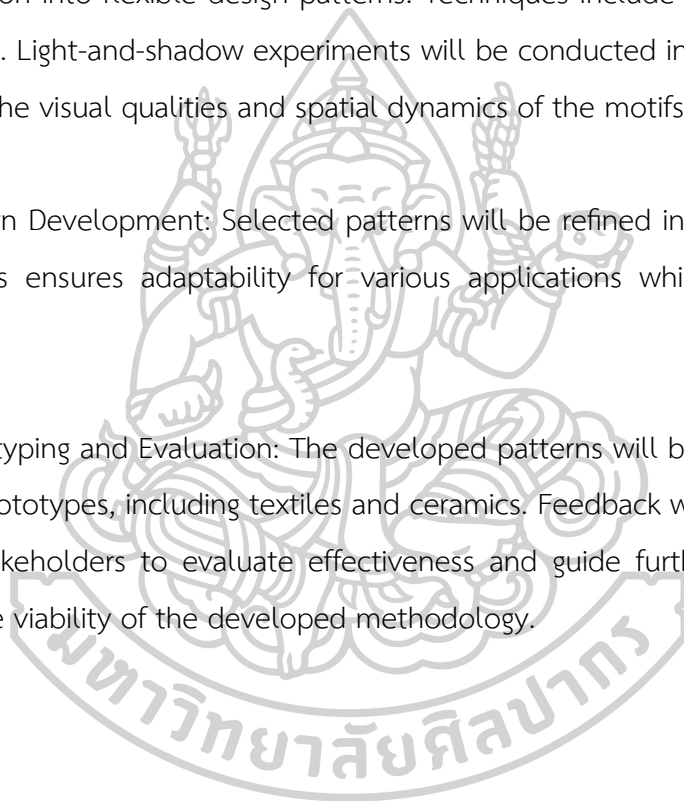 on into flexible design patterns. Techniques include
. Light-and-shadow experiments will be conducted in
he visual qualities and spatial dynamics of the motifs
n Development: Selected patterns will be refined in
s ensures adaptability for various applications whi
typing and Evaluation: The developed patterns will b
ototypes, including textiles and ceramics. Feedback w
keholders to evaluate effectiveness and guide furth
e viability of the developed methodology.
มหาวิทยาลัยศิลปากร